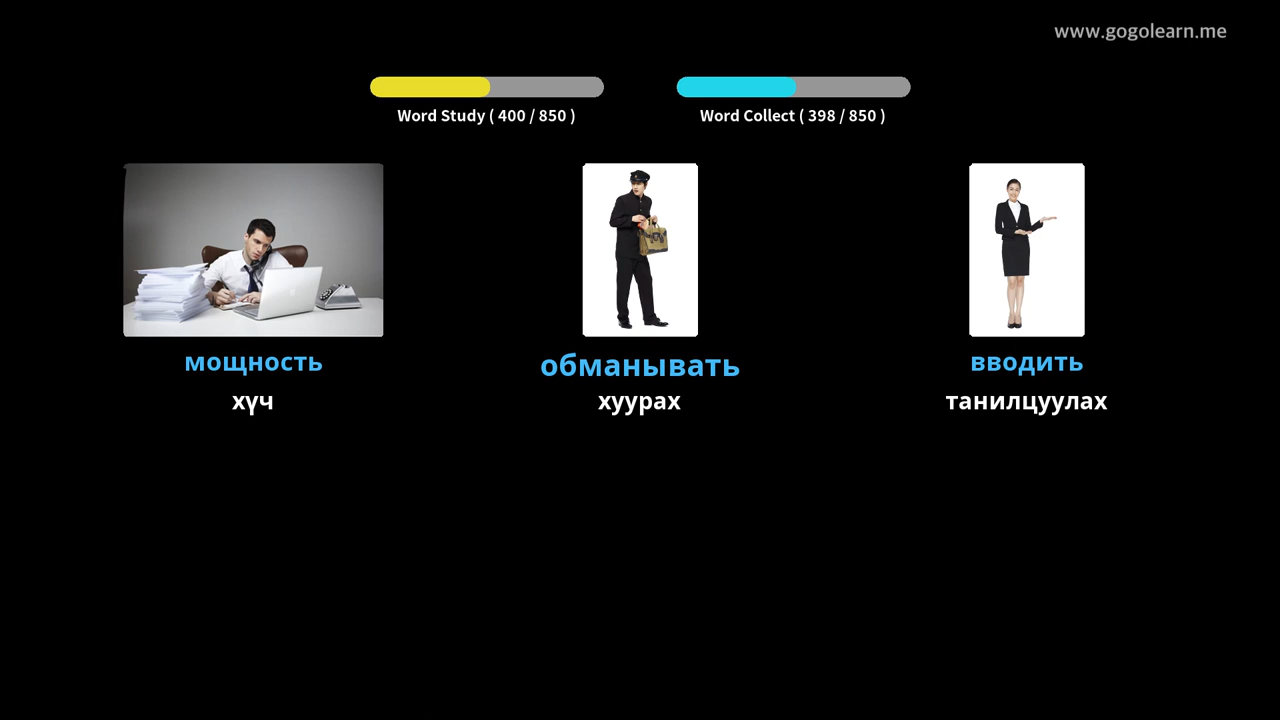 www.gogolearn.me
Word Study ( 400 / 850 )
Word Collect ( 398 / 850 )
мощность
обманывать
вводить
хүч
хуурах
танилцуулах